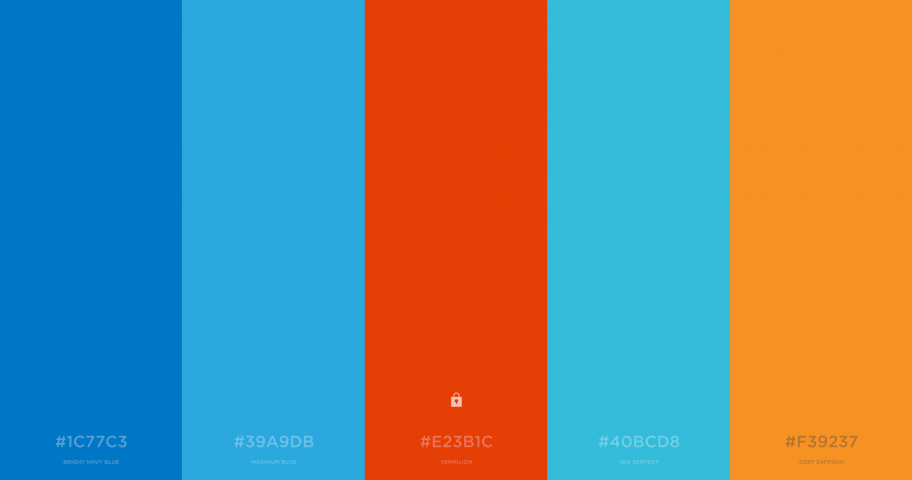 #1C77C3
BRIGHT NAVY BLUE
#39A9DB
MAXIMUM BLUE
#E23B1C
VERMILION
#40BCD8
SEA SERPENT
#F39237
DEEP SAFFRON